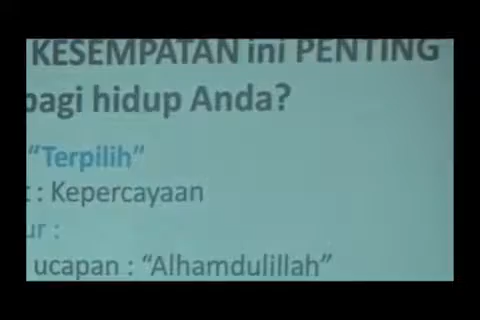 KESEMPATAN ini PENTING
bagi hidup Anda?
"Terpilih"
: Kepercayaan
ur :
ucapan : "Alhamdulillah"